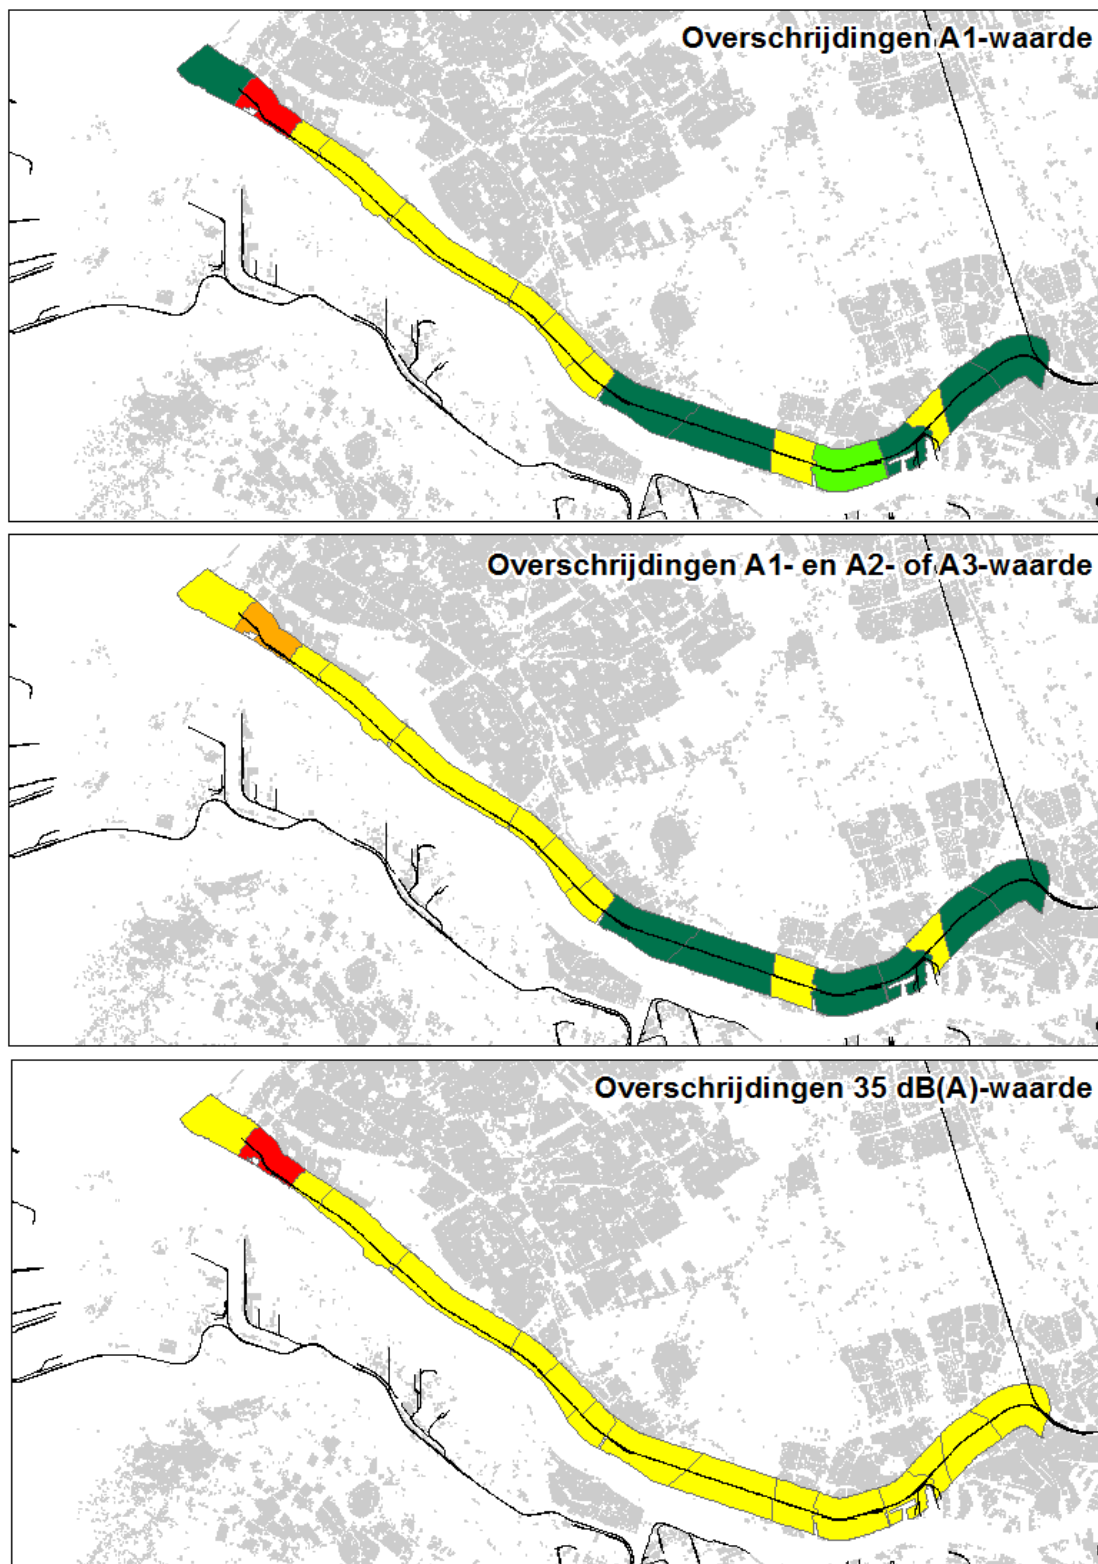 Overschrijdingen A1-waarde
Overschrijdingen A1- en A2- of A3-waarde
Overschrijdingen 35 dB(A)-waarde